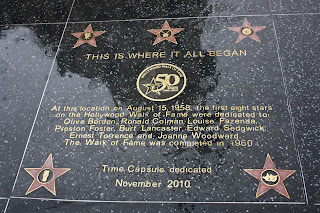 THIS IS WHERE IT ALL BEGAN
50
At this location on August 15, 1958, the first eight stars
on the Hollywood Walk of Fame were dedicated to:
Olive Borden, Ronald Colman, Louise Fazenda,
Preston Foster, Burt Lancaster, Edward Sedgwick,
Ernest Torrence and Joanne Woodward.
The Walk of Fame was completed in 1960
Time Capsule dedicated
November 2010